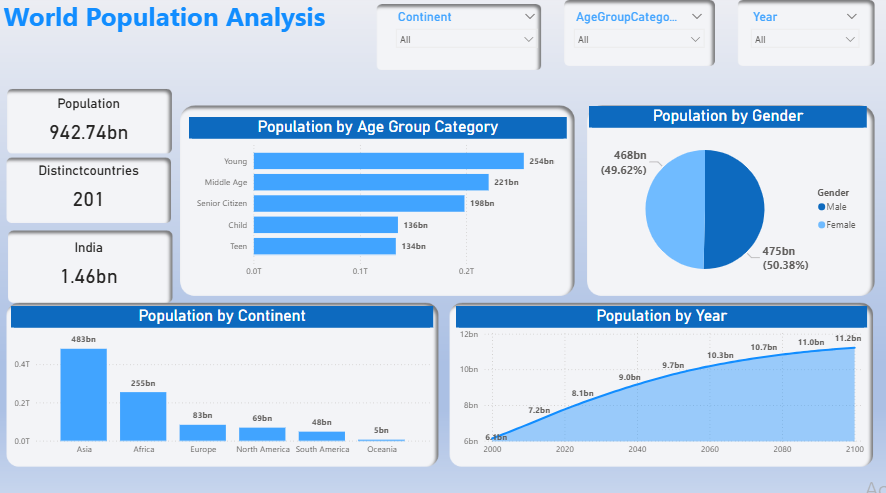 World Population Analysis
Continent
All
AgeGroupCatego...
All
Year
All
Population
942.74bn
Distinctcountries
201
India
1.46bn
Population by Age Group Category
Young 254bn
Middle Age 221bn
Senior Citizen 198bn
Child 136bn
Teen 134bn
0.0T 0.1T 0.2T
Population by Gender
468bn
(49.62%)
475bn
(50.38%)
Gender
Male
Female
Population by Continent
483bn
255bn
83bn
69bn
48bn
5bn
0.4T
0.2T
0.0T
Asia Africa Europe North America South America Oceania
Population by Year
12bn
10bn
8bn
6bn
6.1bn
7.2bn
8.1bn
9.0bn
9.7bn
10.3bn
10.7bn
11.0bn
11.2bn
2000 2020 2040 2060 2080 2100